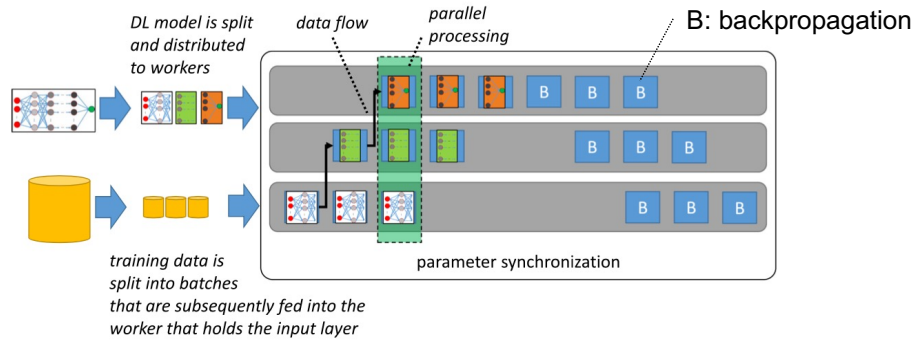 DL model is split
and distributed
to workers
data flow
parallel
processing
B: backpropagation
B B B
B B B
B B B
parameter synchronization
training data is
split into batches
that are subsequently fed into the
worker that holds the input layer